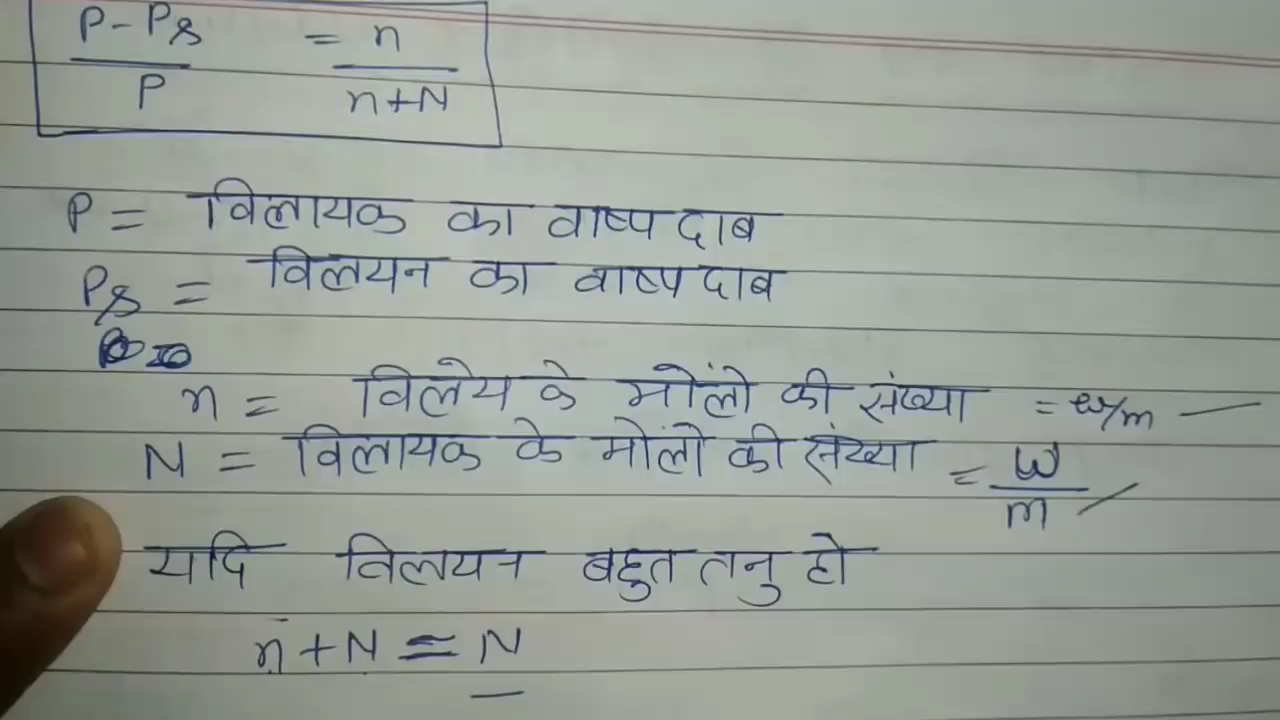 P - Ps / P = n / n+N
P = विलायक का वाष्प दाब
Ps = विलयन का वाष्प दाब
n = विलेय के मोंलो की संख्या = w/m
N = विलायक के मोंलो की संख्या = W/m
यदि विलयन बहुत तनु हो
n + N = N